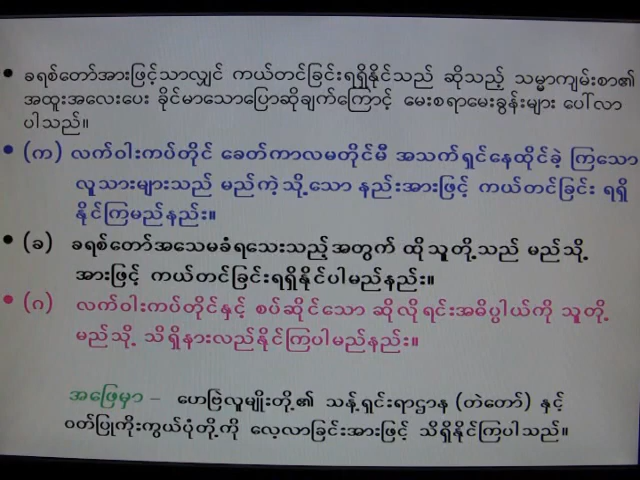 • ခရစ်တော်အားဖြင့်သာလျှင် ကယ်တင်ခြင်းရရှိနိုင်သည် ဆိုသည့် သမ္မာကျမ်းစာ၏
အထူးအလေးပေး ခိုင်မာသောပြောဆိုချက်ကြောင့် မေးစရာမေးခွန်းများ ပေါ်လာ
ပါသည်။
• (က) လက်ဝါးကပ်တိုင် ခေတ်ကာလမတိုင်မီ အသက်ရှင်နေထိုင်ခဲ့ ကြသော
လူသားများသည် မည်ကဲ့သို့သော နည်းအားဖြင့် ကယ်တင်ခြင်း ရရှိ
နိုင်ကြမည်နည်း။
• (ခ) ခရစ်တော်အသေမခံရသေးသည့်အတွက် ထိုသူတို့သည် မည်သို့
အားဖြင့် ကယ်တင်ခြင်းရရှိနိုင်ပါမည်နည်း။
• (ဂ) လက်ဝါးကပ်တိုင်နှင့် စပ်ဆိုင်သော ဆိုလိုရင်းအဓိပ္ပါယ်ကို သူတို့
မည်သို့ သိရှိနားလည်နိုင်ကြပါမည်နည်း။
အဖြေမှာ – ဟေဗြဲလူမျိုးတို့၏ သန့်ရှင်းရာဌာန (တဲတော်) နှင့်
ဝတ်ပြုကိုးကွယ်ပုံတို့ကို လေ့လာခြင်းအားဖြင့် သိရှိနိုင်ကြပါသည်။